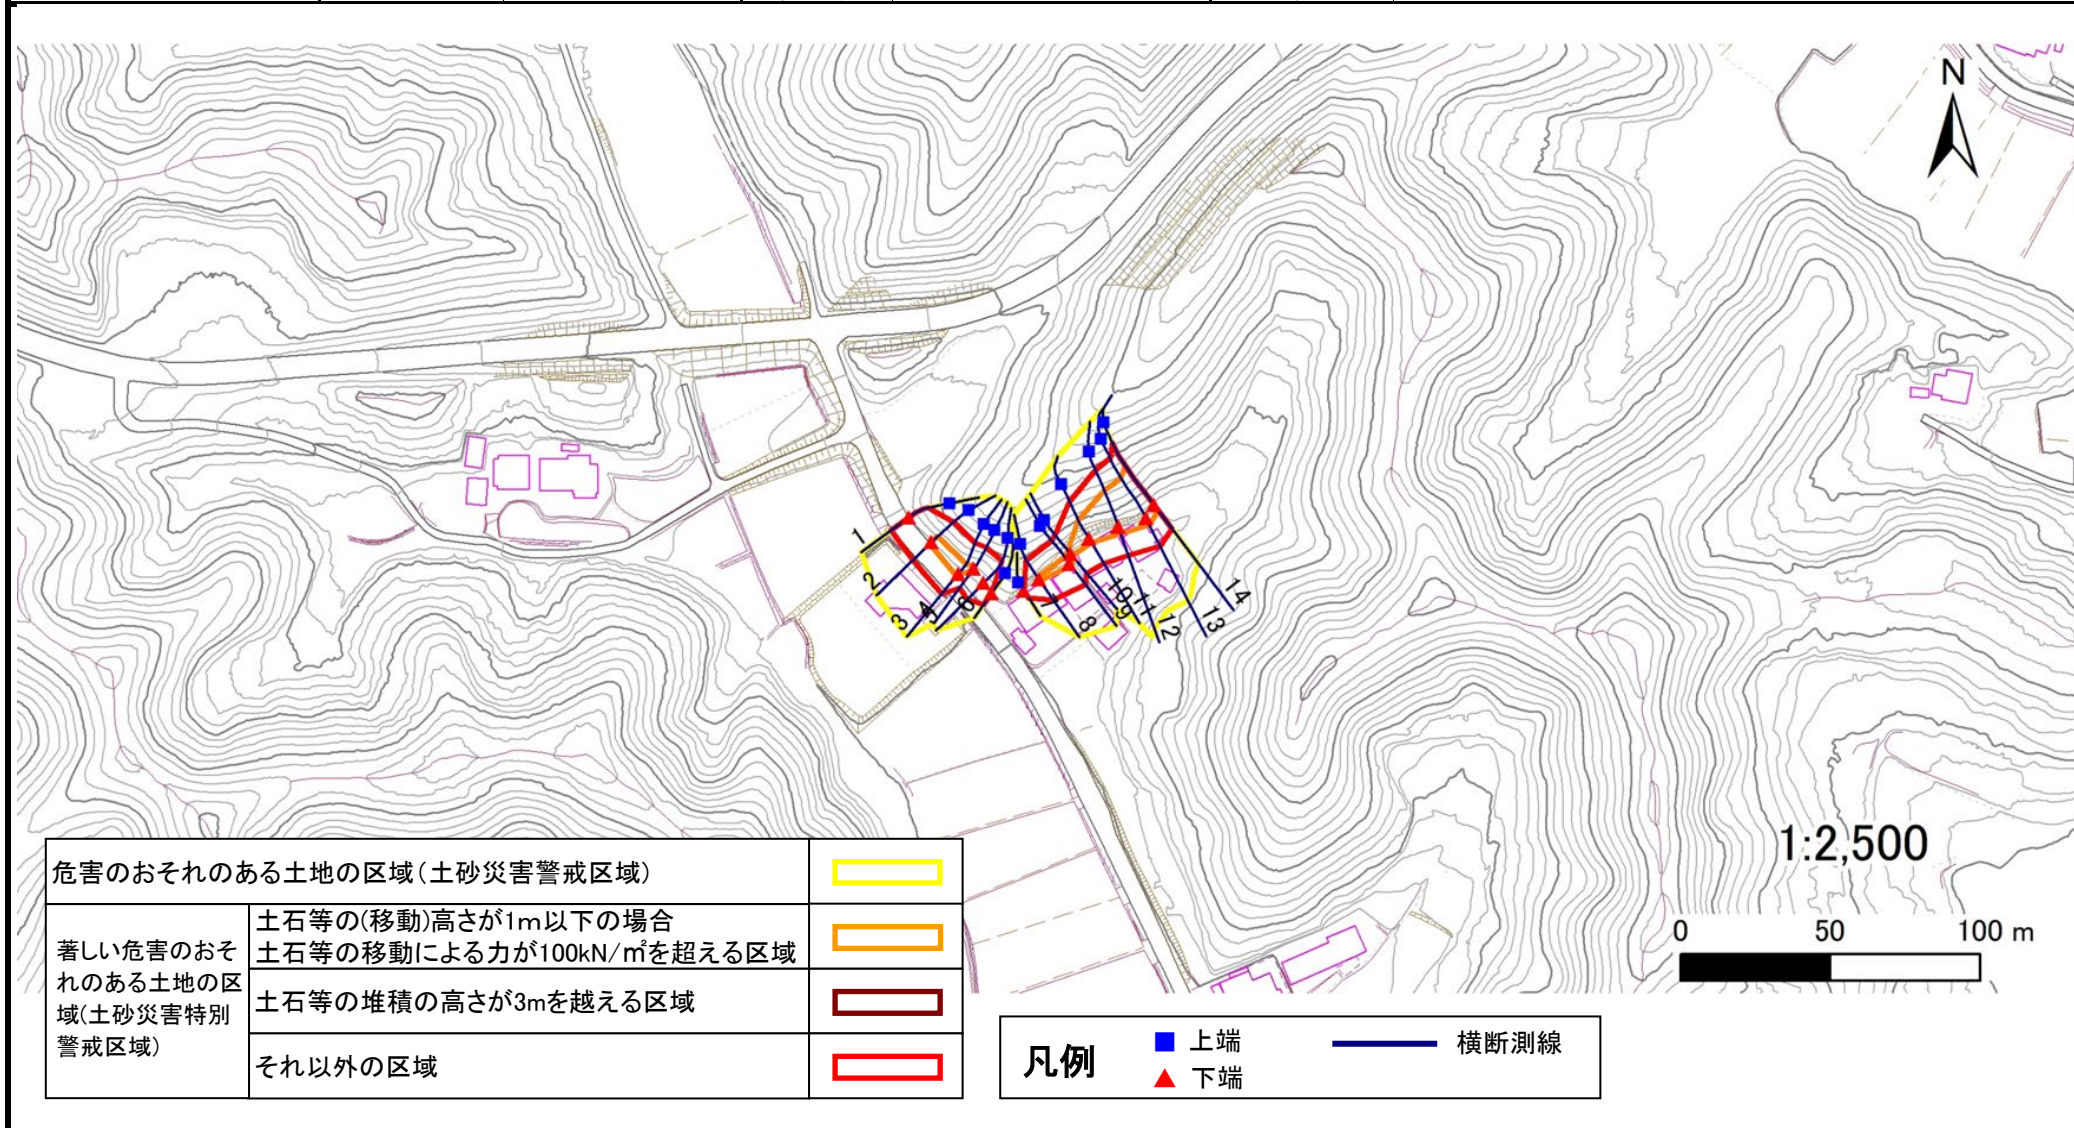 N
1
2
3
4
5
6
7
8
9
10
11
12
13
14
1:2,500
0 50 100 m
危害のおそれのある土地の区域(土砂災害警戒区域)
著しい危害のおそ
れのある土地の区
域(土砂災害特別
警戒区域)
土石等の(移動)高さが1m以下の場合
土石等の移動による力が100kN/㎡を超える区域
土石等の堆積の高さが3mを越える区域
それ以外の区域
凡例
上端
下端
横断測線